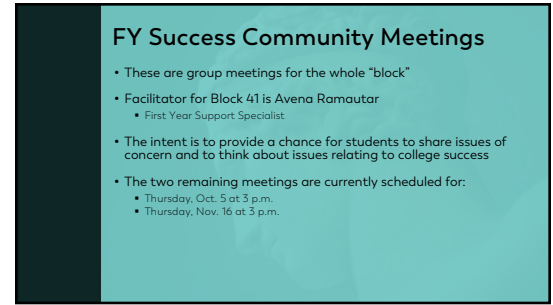 FY Success Community Meetings
• These are group meetings for the whole “block”
• Facilitator for Block 41 is Avena Ramautar
▪ First Year Support Specialist
• The intent is to provide a chance for students to share issues of
concern and to think about issues relating to college success
• The two remaining meetings are currently scheduled for:
▪ Thursday, Oct. 5 at 3 p.m.
▪ Thursday, Nov. 16 at 3 p.m.